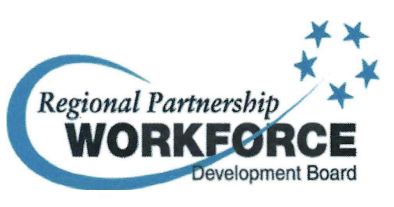 Regional Partnership
WORKFORCE
Development Board